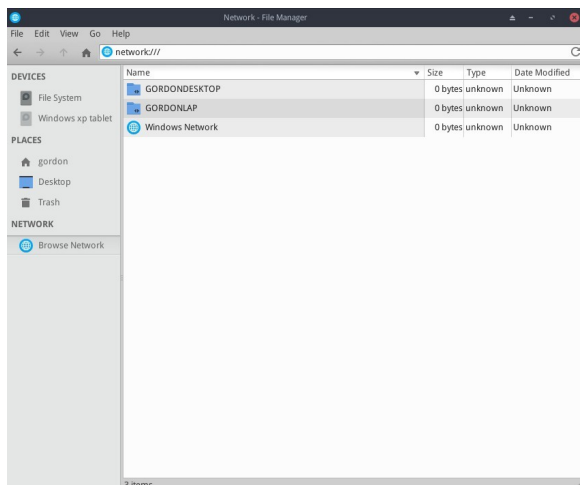 Network - File Manager
File Edit View Go Help
network:///
DEVICES
File System
Windows xp tablet
PLACES
gordon
Desktop
Trash
NETWORK
Browse Network
Name Size Type Date Modified
GORDONDESKTOP 0 bytes unknown Unknown
GORDONLAP 0 bytes unknown Unknown
Windows Network 0 bytes unknown Unknown
3 items